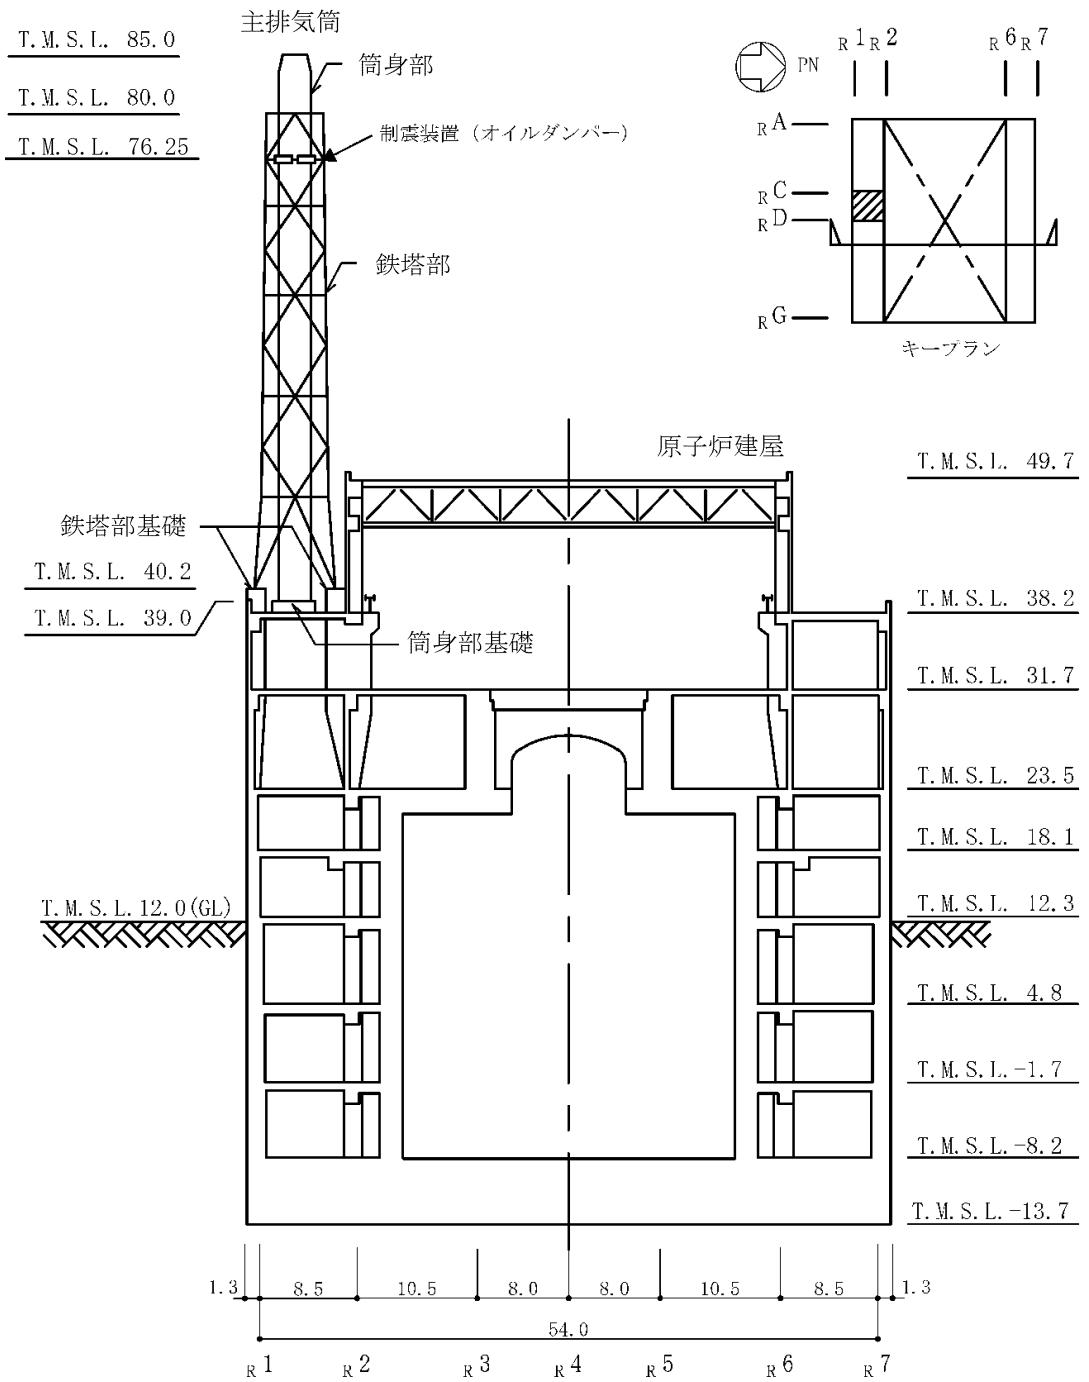 主排気筒
T.M.S.L. 85.0
筒身部
T.M.S.L. 80.0
制震装置 (オイルダンパー)
T.M.S.L. 76.25
鉄塔部
R1 R2 R6 R7
PN
RA
RC
RD
RG
キープラン
原子炉建屋
T.M.S.L. 49.7
鉄塔部基礎
T.M.S.L. 40.2
T.M.S.L. 39.0
筒身部基礎
T.M.S.L. 38.2
T.M.S.L. 31.7
T.M.S.L. 23.5
T.M.S.L. 18.1
T.M.S.L. 12.3
T.M.S.L.12.0(GL)
T.M.S.L. 4.8
T.M.S.L.-1.7
T.M.S.L.-8.2
T.M.S.L.-13.7
1.3 8.5 10.5 8.0 8.0 10.5 8.5 1.3
54.0
R1 R2 R3 R4 R5 R6 R7